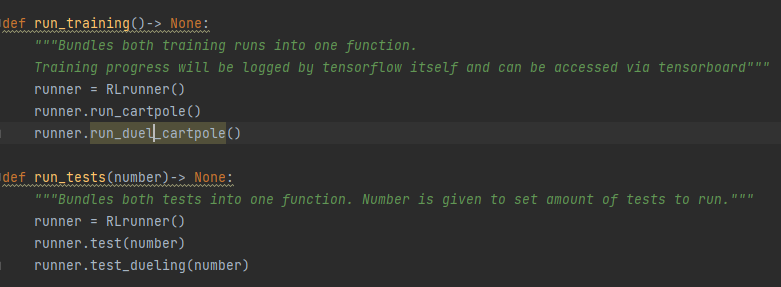 def run_training()-> None:
    """Bundles both training runs into one function.
    Training progress will be logged by tensorflow itself and can be accessed via tensorboard"""
    runner = RLrunner()
    runner.run_cartpole()
    runner.run_duel_cartpole()
def run_tests(number)-> None:
    """Bundles both tests into one function. Number is given to set amount of tests to run."""
    runner = RLrunner()
    runner.test(number)
    runner.test_dueling(number)